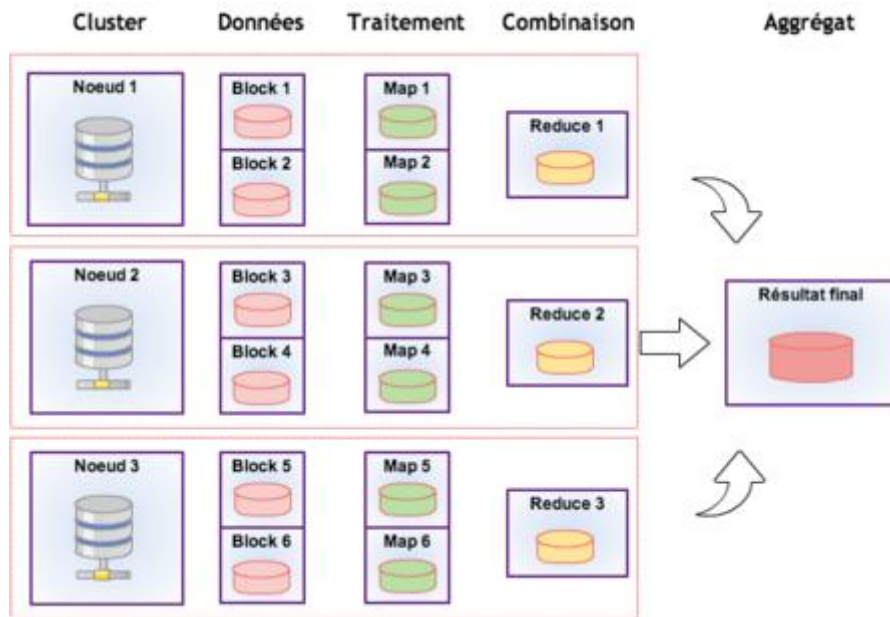 Cluster Données Traitement Combinaison Aggrégat
Noeud 1 Block 1 Map 1
Reduce 1
Block 2 Map 2
Noeud 2 Block 3 Map 3
Résultat final
Reduce 2
Block 4 Map 4
Noeud 3 Block 5 Map 5
Reduce 3
Block 6 Map 6